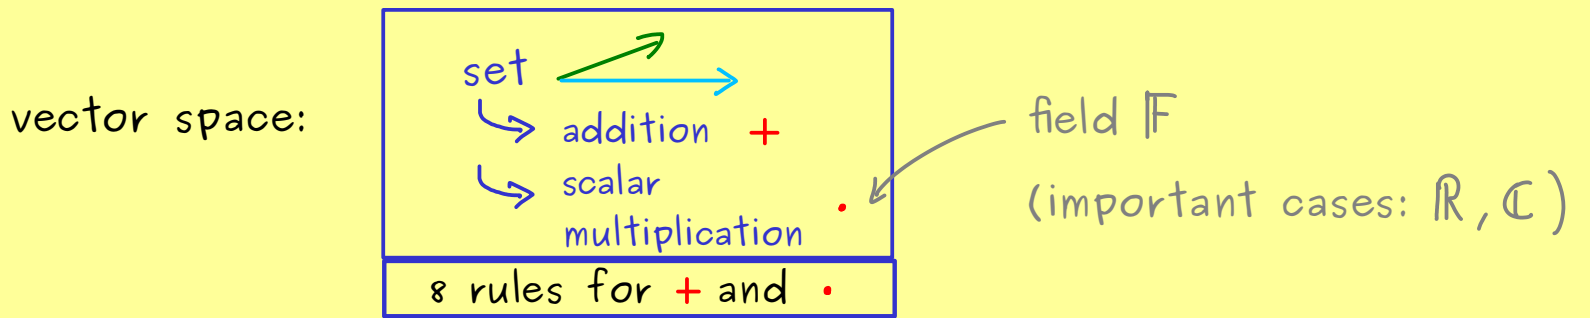 set
vector space:
addition +
field 𝔽
scalar
multiplication ·
(important cases: ℝ, ℂ)
8 rules for + and ·